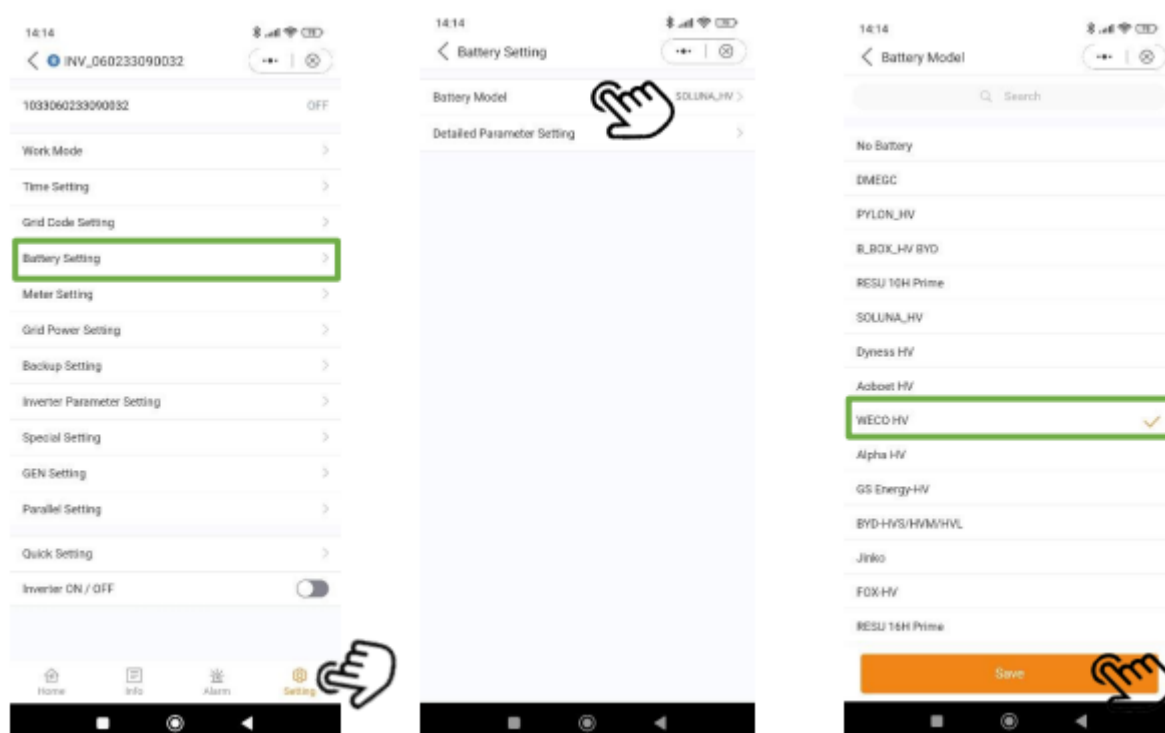 14:14
INV_060233090032
1033060233090032 OFF
Work Mode
Time Setting
Grid Code Setting
Battery Setting
Meter Setting
Grid Power Setting
Backup Setting
Inverter Parameter Setting
Special Setting
GEN Setting
Parallel Setting
Quick Setting
Inverter ON / OFF
Home Info Alarm Setting
14:14
Battery Setting
Battery Model SOLUNA_HV
Detailed Parameter Setting
14:14
Battery Model
Search
No Battery
DMEGC
PYLON_HV
B_BOX_HV BYD
RESU 10H Prime
SOLUNA_HV
Dyness HV
Aoboet HV
WECO HV
Alpha HV
GS Energy-HV
BYD-HVS/HVM/HVL
Jinko
FOX-HV
RESU 16H Prime
Save